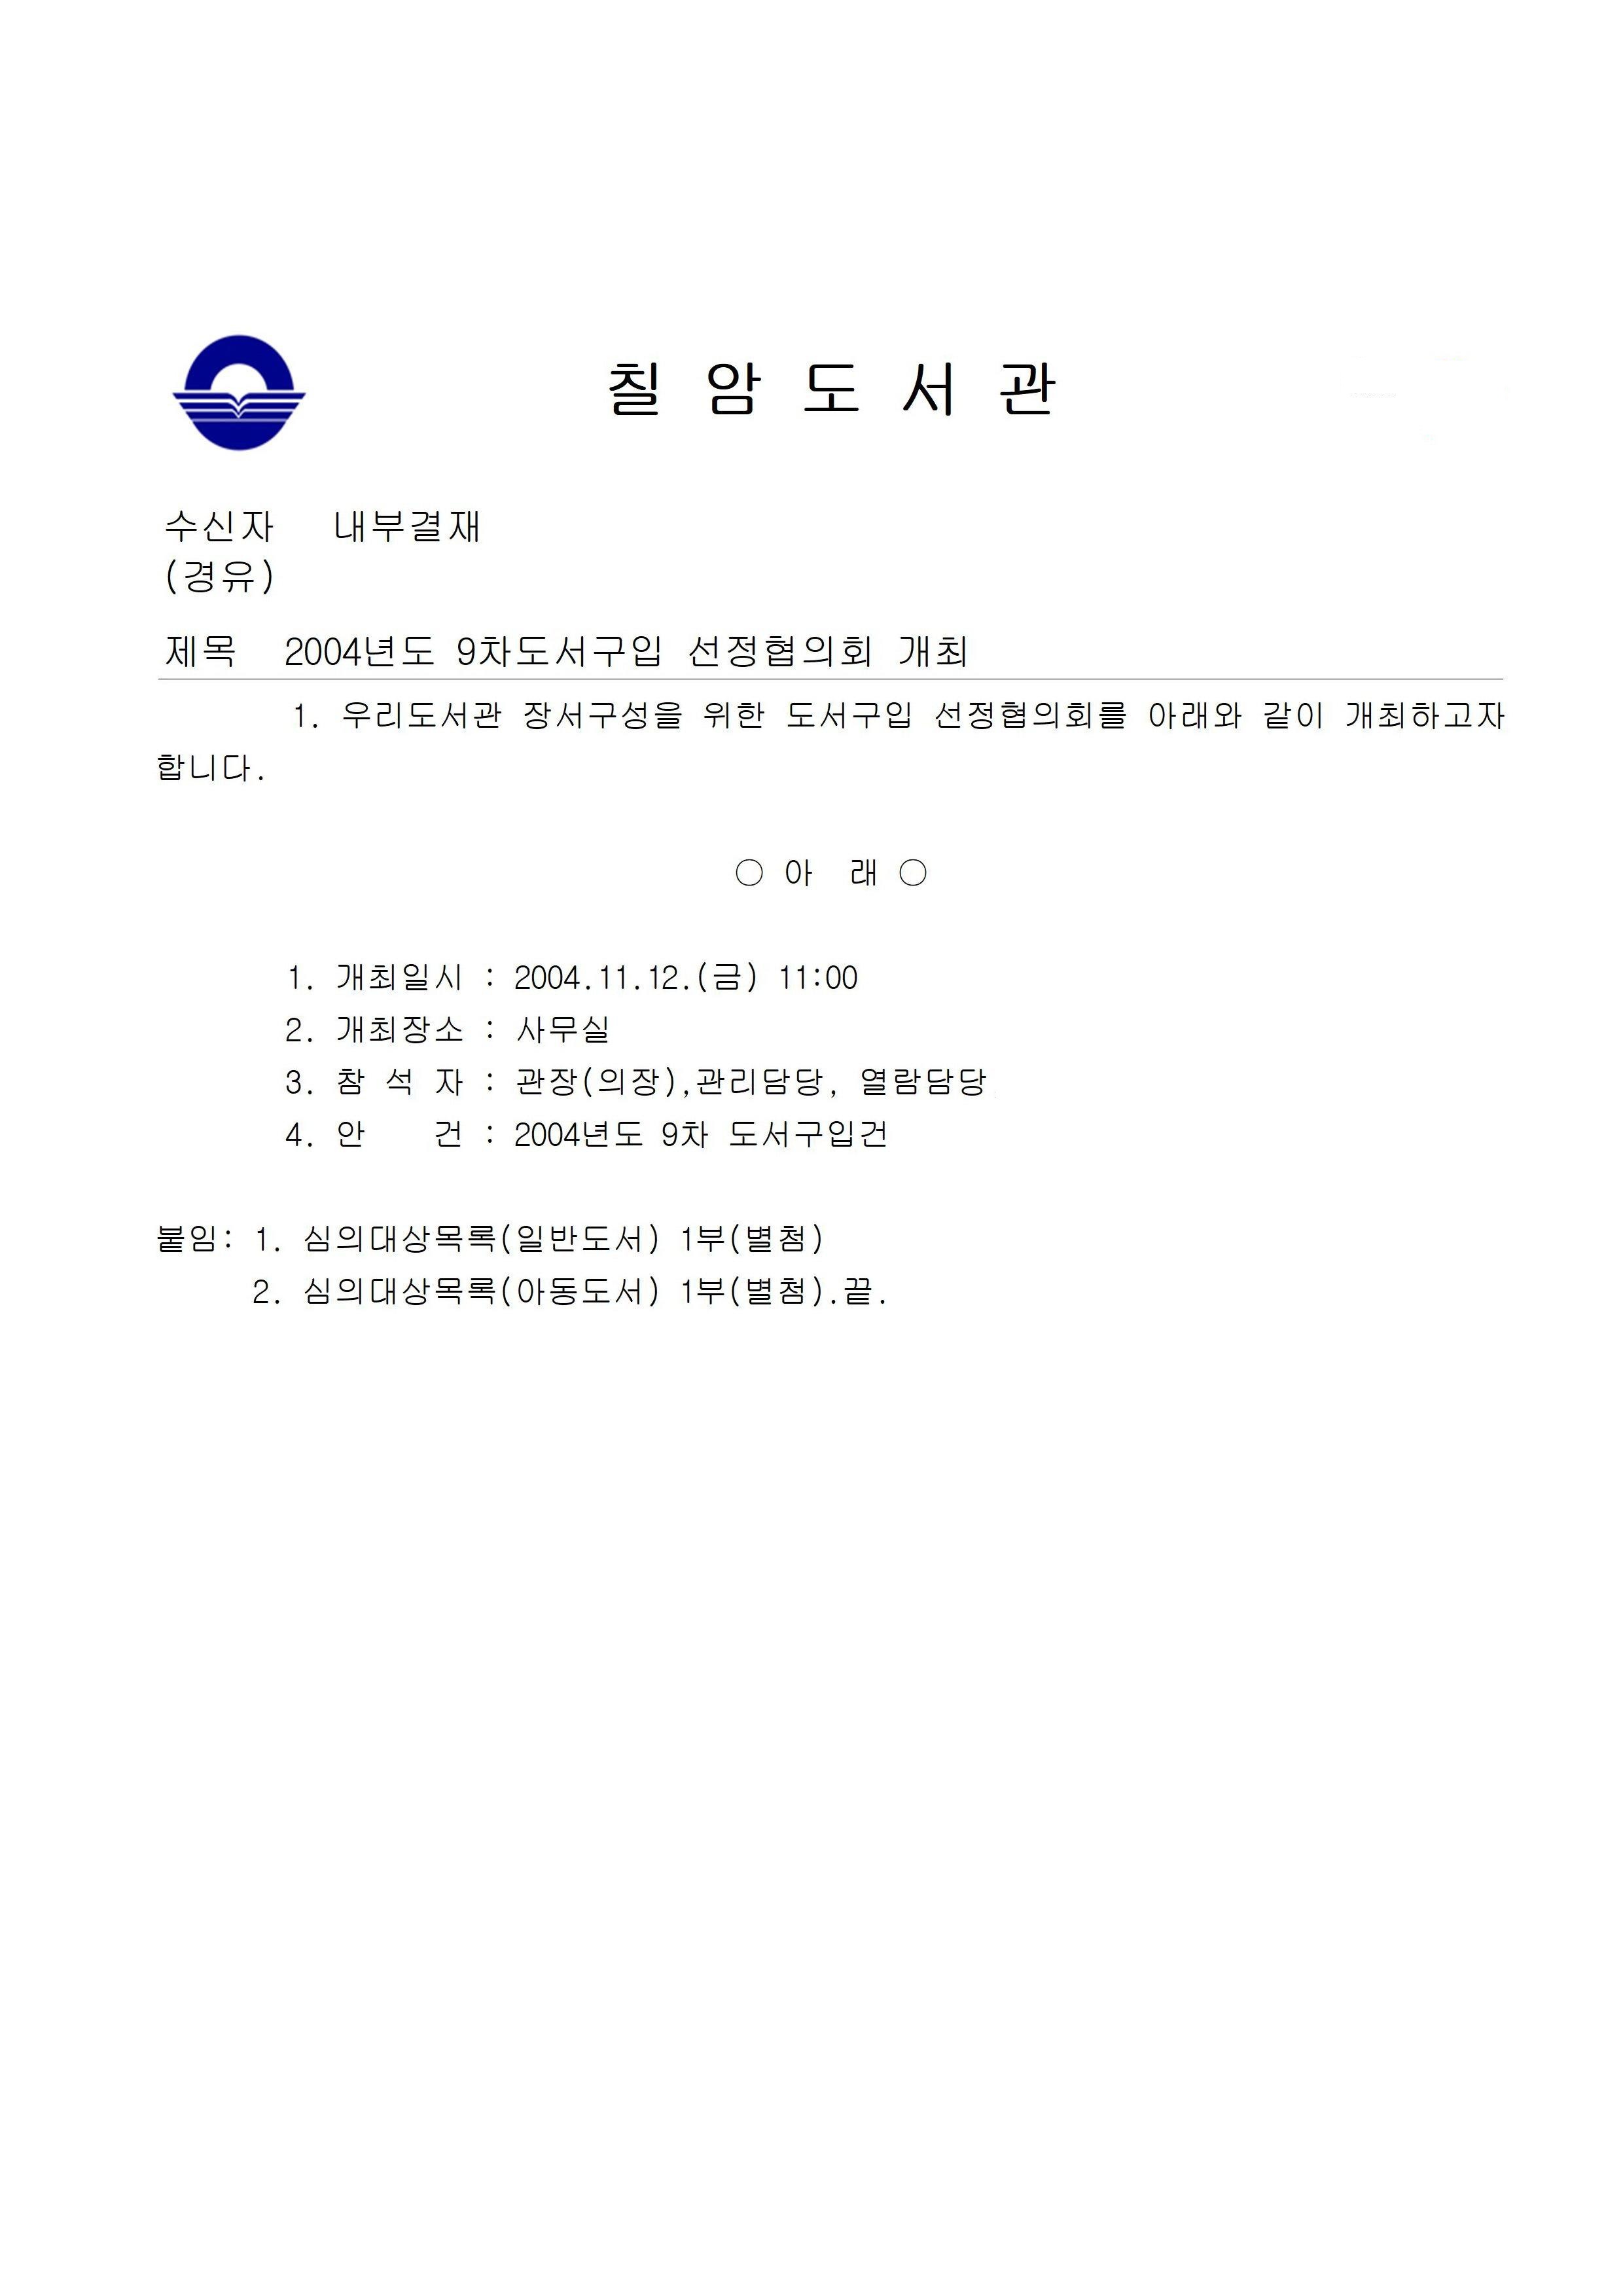 칠 암 도 서 관
수신자 내부결재
(경유)
제목 2004년도 9차도서구입 선정협의회 개최
1. 우리도서관 장서구성을 위한 도서구입 선정협의회를 아래와 같이 개최하고자
합니다.
○ 아 래 ○
1. 개최일시 : 2004.11.12.(금) 11:00
2. 개최장소 : 사무실
3. 참 석 자 : 관장(의장),관리담당, 열람담당
4. 안 건 : 2004년도 9차 도서구입건
붙임: 1. 심의대상목록(일반도서) 1부(별첨)
2. 심의대상목록(아동도서) 1부(별첨).끝.